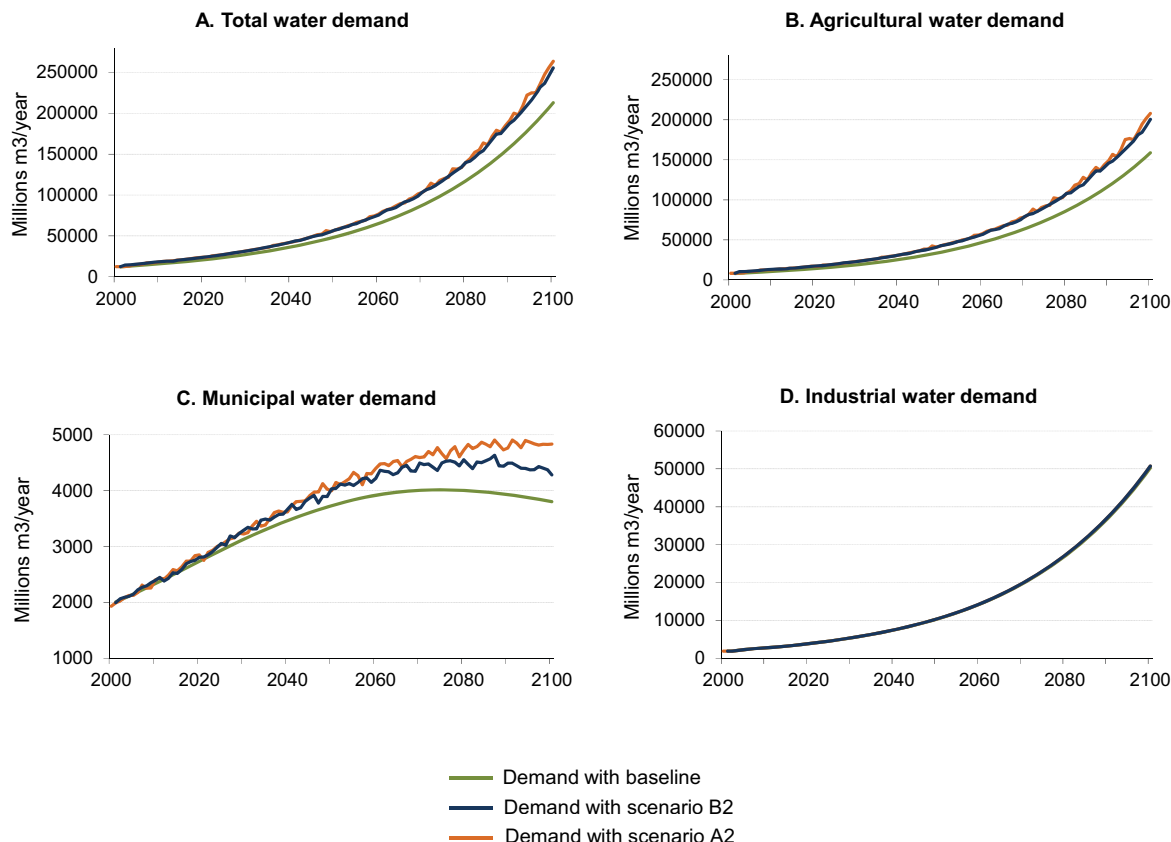 A. Total water demand
Millions m3/year
250000
200000
150000
100000
50000
0
2000 2020 2040 2060 2080 2100
B. Agricultural water demand
Millions m3/year
250000
200000
150000
100000
50000
0
2000 2020 2040 2060 2080 2100
C. Municipal water demand
Millions m3/year
5000
4000
3000
2000
1000
2000 2020 2040 2060 2080 2100
D. Industrial water demand
Millions m3/year
60000
50000
40000
30000
20000
10000
0
2000 2020 2040 2060 2080 2100
Demand with baseline
Demand with scenario B2
Demand with scenario A2